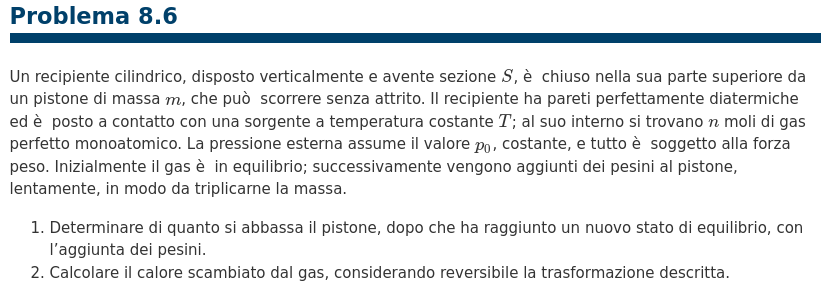 Problema 8.6
Un recipiente cilindrico, disposto verticalmente e avente sezione S, è chiuso nella sua parte superiore da
un pistone di massa m, che può scorrere senza attrito. Il recipiente ha pareti perfettamente diatermiche
ed è posto a contatto con una sorgente a temperatura costante T; al suo interno si trovano n moli di gas
perfetto monoatomico. La pressione esterna assume il valore p₀, costante, e tutto è soggetto alla forza
peso. Inizialmente il gas è in equilibrio; successivamente vengono aggiunti dei pesini al pistone,
lentamente, in modo da triplicarne la massa.
1. Determinare di quanto si abbassa il pistone, dopo che ha raggiunto un nuovo stato di equilibrio, con
l’aggiunta dei pesini.
2. Calcolare il calore scambiato dal gas, considerando reversibile la trasformazione descritta.